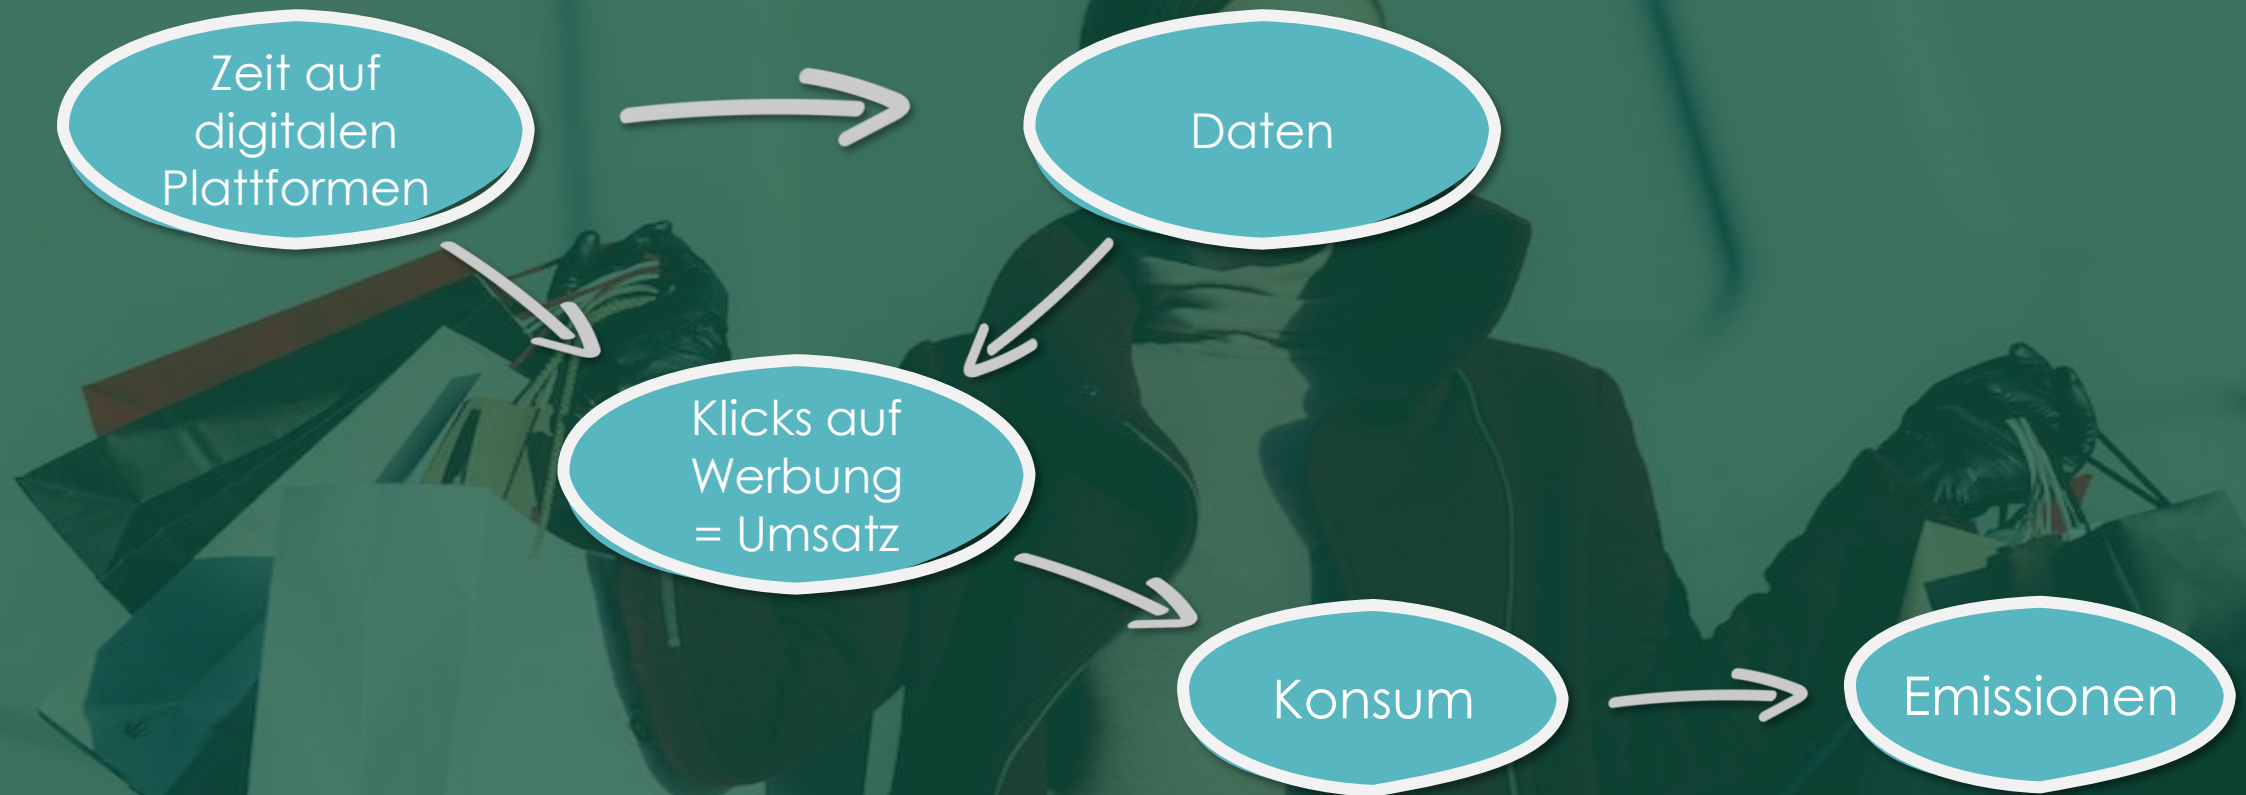 Zeit auf
digitalen
Plattformen
Daten
Klicks auf
Werbung
= Umsatz
Konsum
Emissionen